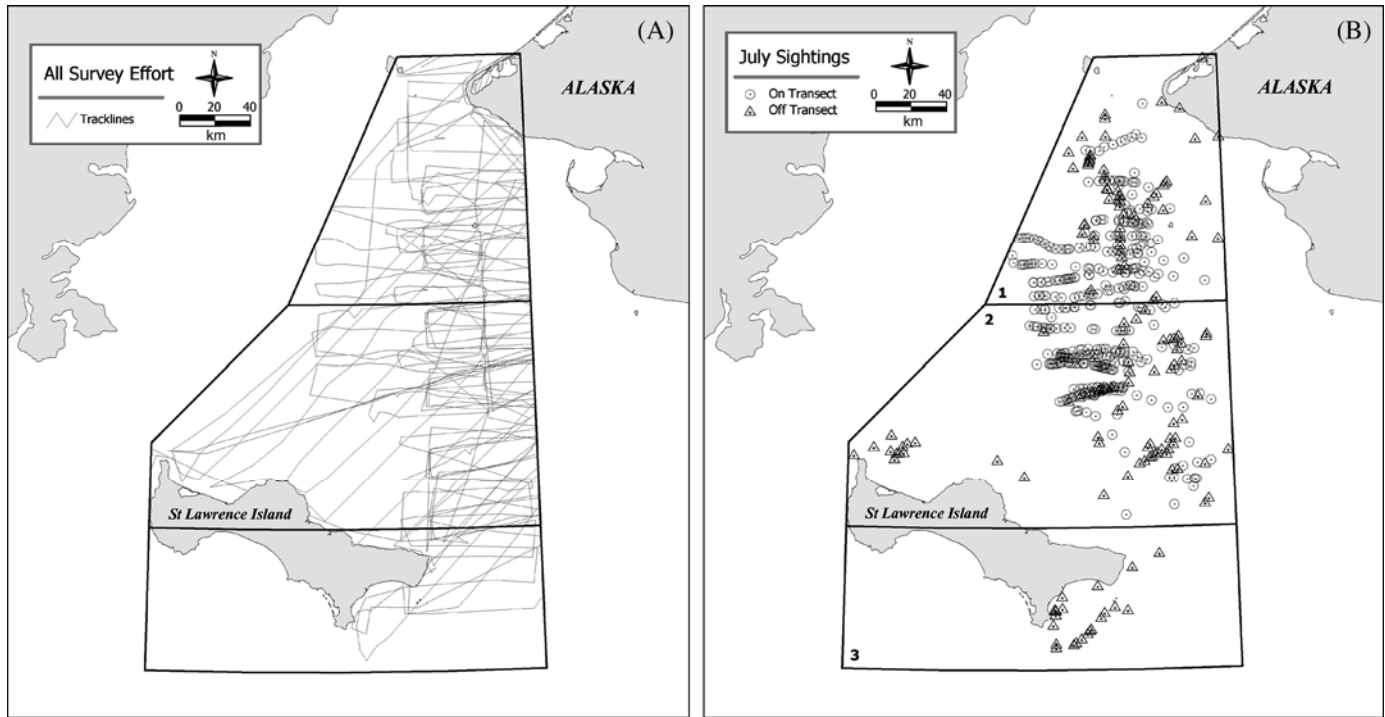 (A)
All Survey Effort
N
Tracklines
0 20 40
km
ALASKA
St Lawrence Island
(B)
July Sightings
N
On Transect
Off Transect
0 20 40
km
ALASKA
1
2
St Lawrence Island
3